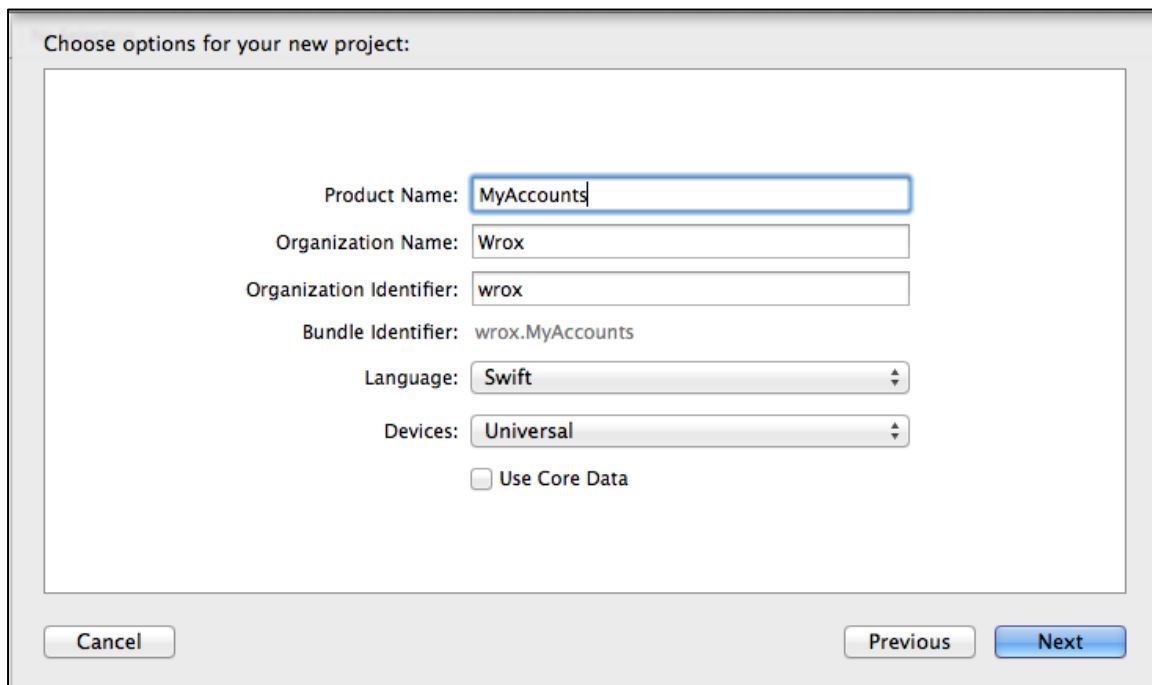 Choose options for your new project:
Product Name: MyAccounts
Organization Name: Wrox
Organization Identifier: wrox
Bundle Identifier: wrox.MyAccounts
Language: Swift
Devices: Universal
Use Core Data
Cancel Previous Next